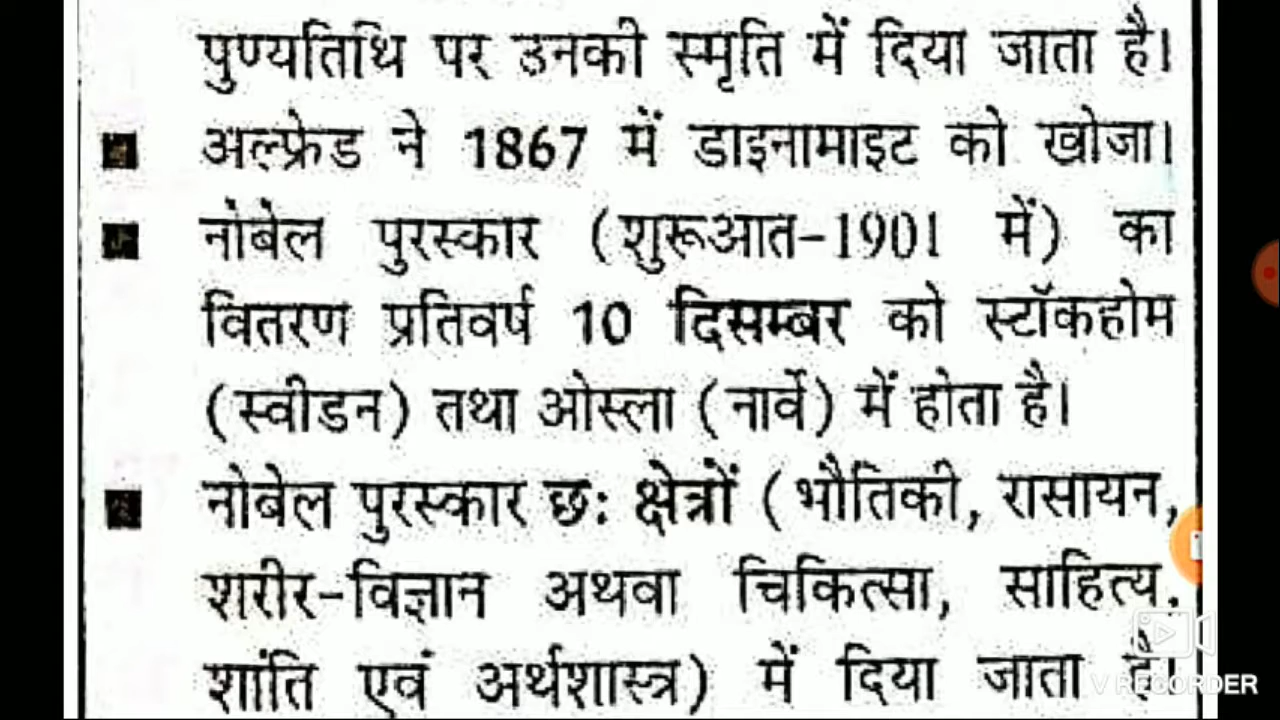 पुण्यतिथि पर उनकी स्मृति में दिया जाता है।
अल्फ्रेड ने 1867 में डाइनामाइट को खोजा।
नोबेल पुरस्कार (शुरूआत-1901 में) का
वितरण प्रतिवर्ष 10 दिसम्बर को स्टॉकहोम
(स्वीडन) तथा ओस्ला (नार्वे) में होता है।
नोबेल पुरस्कार छः क्षेत्रों (भौतिकी, रासायन,
शरीर-विज्ञान अथवा चिकित्सा, साहित्य,
शांति एवं अर्थशास्त्र) में दिया जाता है।
V RECORDER